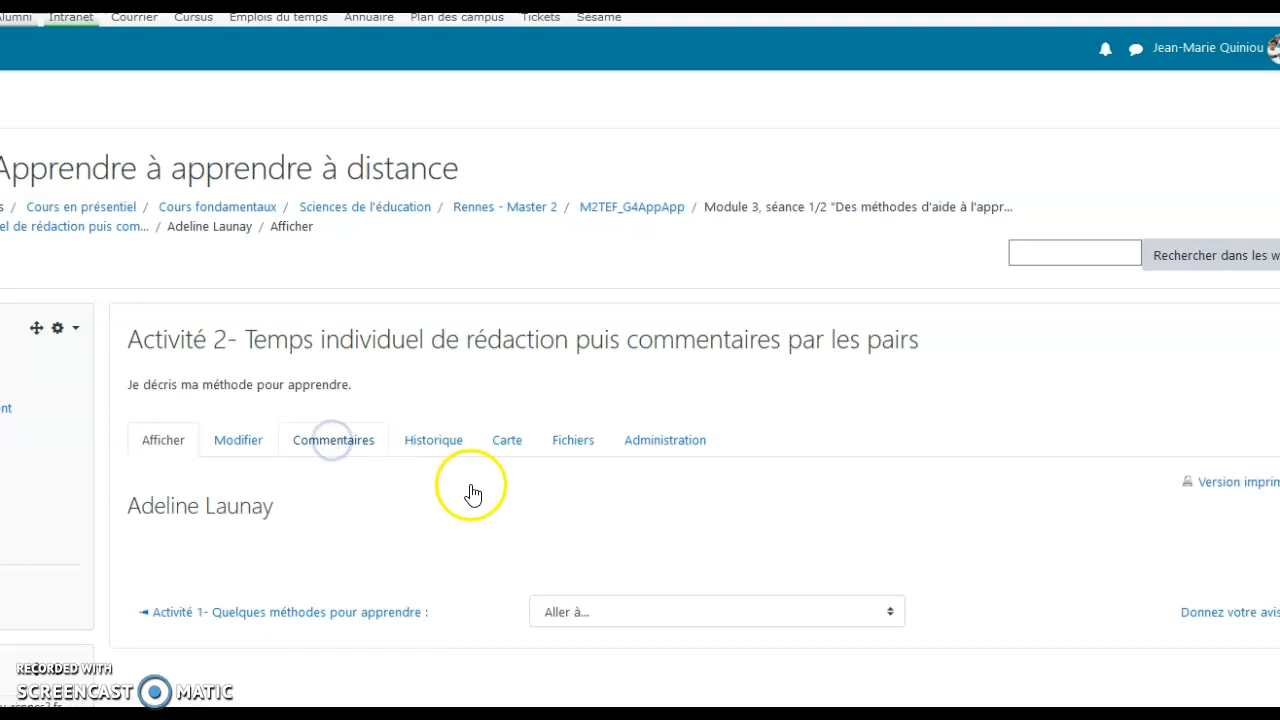 Alumni Intranet Courrier Cursus Emplois du temps Annuaire Plan des campus Tickets Sésame
Jean-Marie Quiniou
Apprendre à apprendre à distance
s / Cours en présentiel / Cours fondamentaux / Sciences de l'éducation / Rennes - Master 2 / M2TEF_G4AppApp / Module 3, séance 1/2 "Des méthodes d'aide à l'appr...
el de rédaction puis com... / Adeline Launay / Afficher
Rechercher dans les w
Activité 2- Temps individuel de rédaction puis commentaires par les pairs
Je décris ma méthode pour apprendre.
nt
Afficher Modifier Commentaires Historique Carte Fichiers Administration
Version imprim
Adeline Launay
◄ Activité 1- Quelques méthodes pour apprendre :
Aller à...
Donnez votre avis
RECORDED WITH
SCREENCAST MATIC